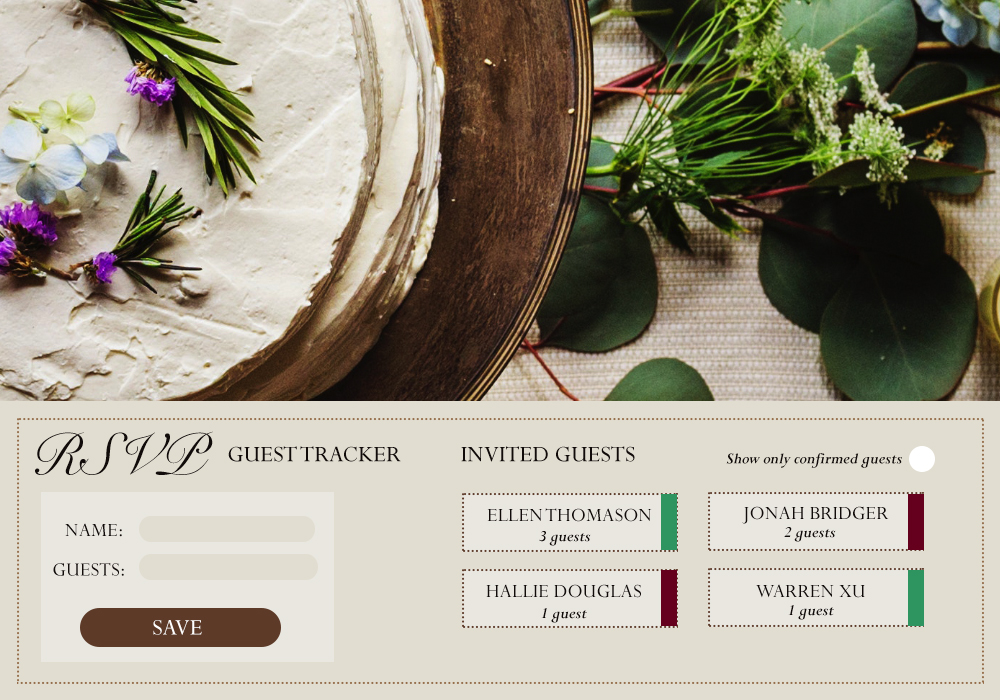 RSVP GUEST TRACKER
NAME:
GUESTS:
SAVE
INVITED GUESTS
Show only confirmed guests
ELLEN THOMASON
3 guests
JONAH BRIDGER
2 guests
HALLIE DOUGLAS
1 guest
WARREN XU
1 guest